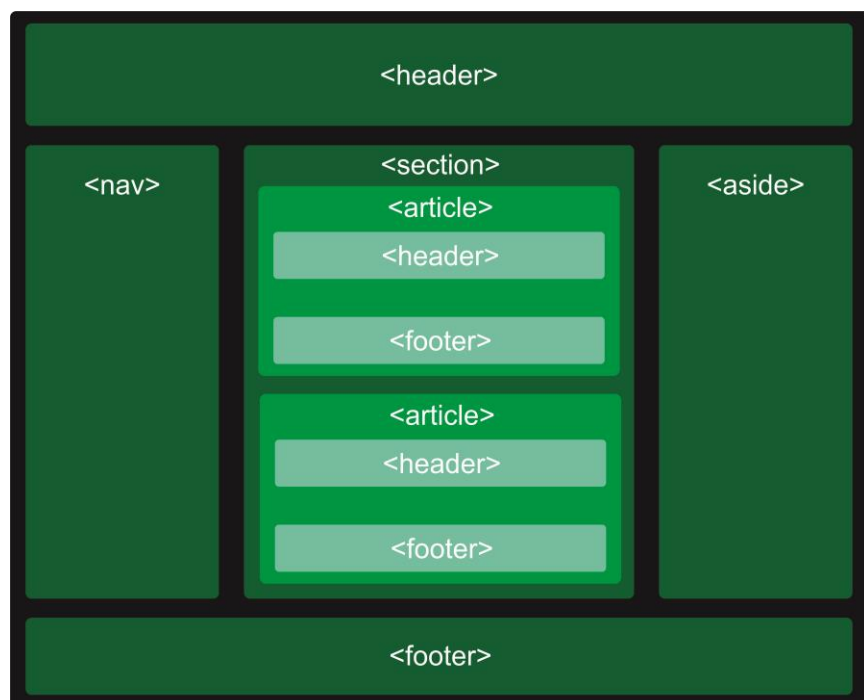 <header>
<nav>
<section>
<article>
<header>
<footer>
<article>
<header>
<footer>
<aside>
<footer>